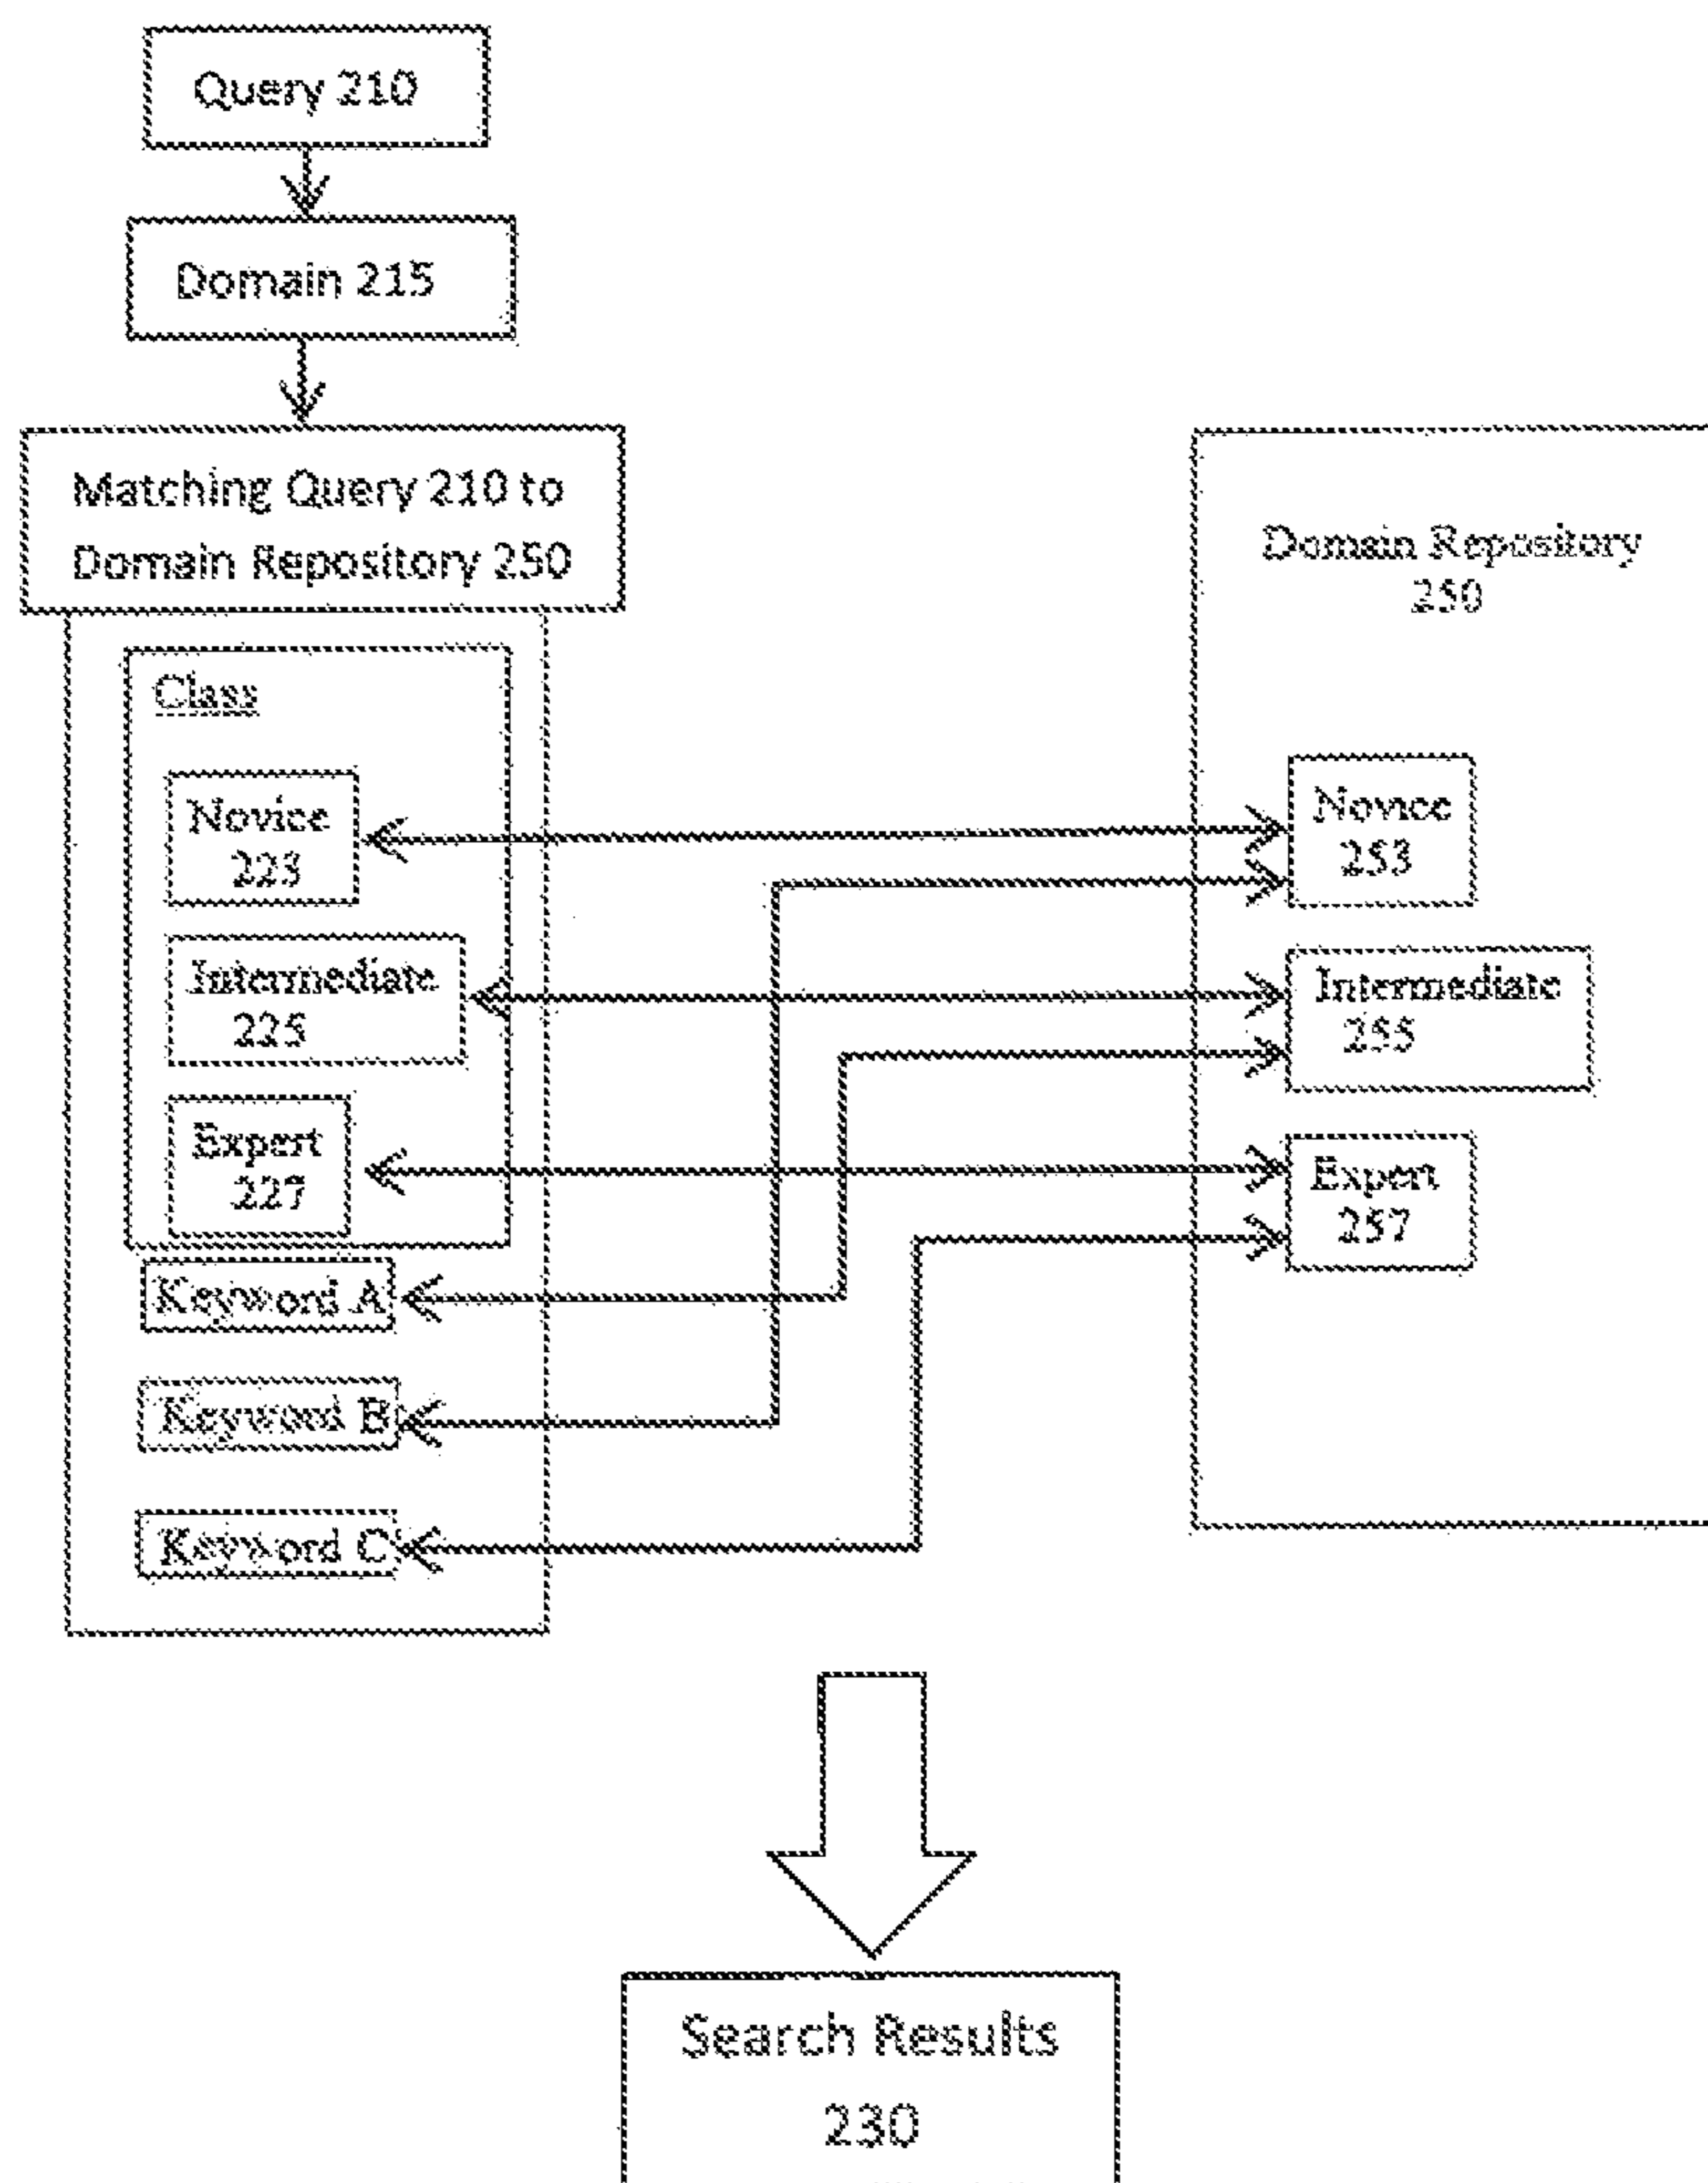 Query 210
Domain 215
Matching Query 210 to
Domain Repository 250
Class
Novice
223
Intermediate
225
Expert
227
Keyword A
Keyword B
Keyword C
Domain Repository
250
Novice
253
Intermediate
255
Expert
257
Search Results
230